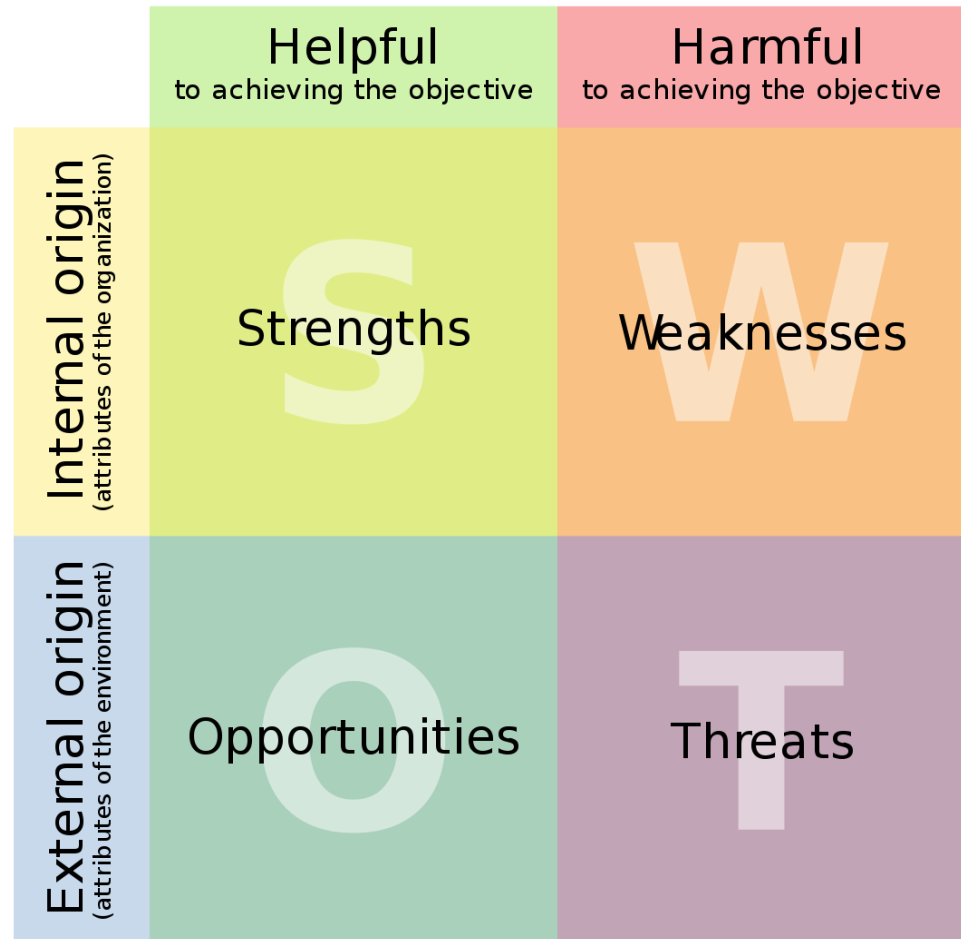 Helpful
to achieving the objective
Harmful
to achieving the objective
Internal origin
(attributes of the organization)
S
Strengths
W
Weaknesses
External origin
(attributes of the environment)
O
Opportunities
T
Threats